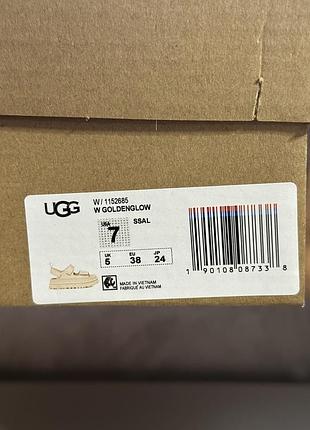 UGG
W/ 1152685
W GOLDENGLOW
USA 7 SSAL
UK 5 EU 38 JP 24
MADE IN VIETNAM
FABRIQUÉ AU VIETNAM
1 90108 08733 8